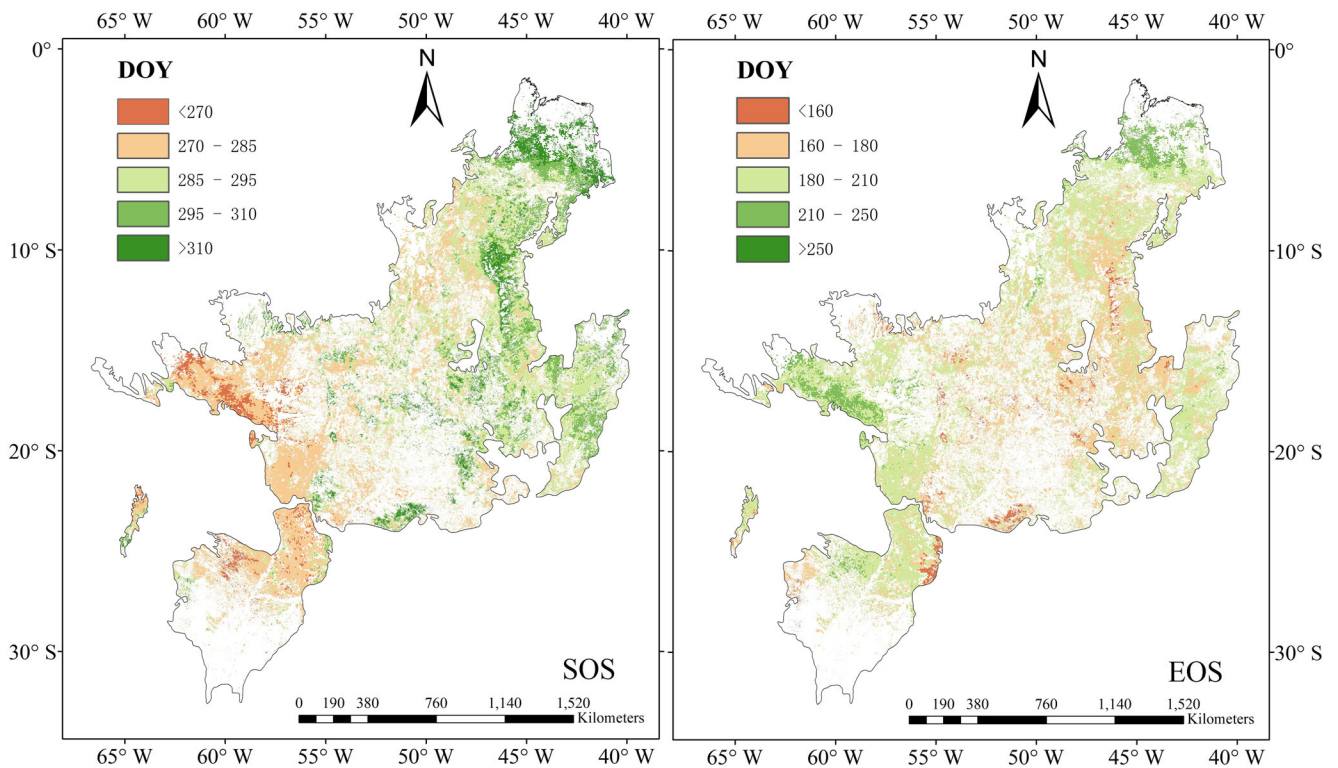 65° W 60° W 55° W 50° W 45° W 40° W
0°
10° S
20° S
30° S
DOY
<270
270 - 285
285 - 295
295 - 310
>310
N
SOS
0 190 380 760 1,140 1,520
Kilometers
65° W 60° W 55° W 50° W 45° W 40° W
65° W 60° W 55° W 50° W 45° W 40° W
DOY
<160
160 - 180
180 - 210
210 - 250
>250
N
0°
10° S
20° S
30° S
EOS
0 190 380 760 1,140 1,520
Kilometers
65° W 60° W 55° W 50° W 45° W 40° W